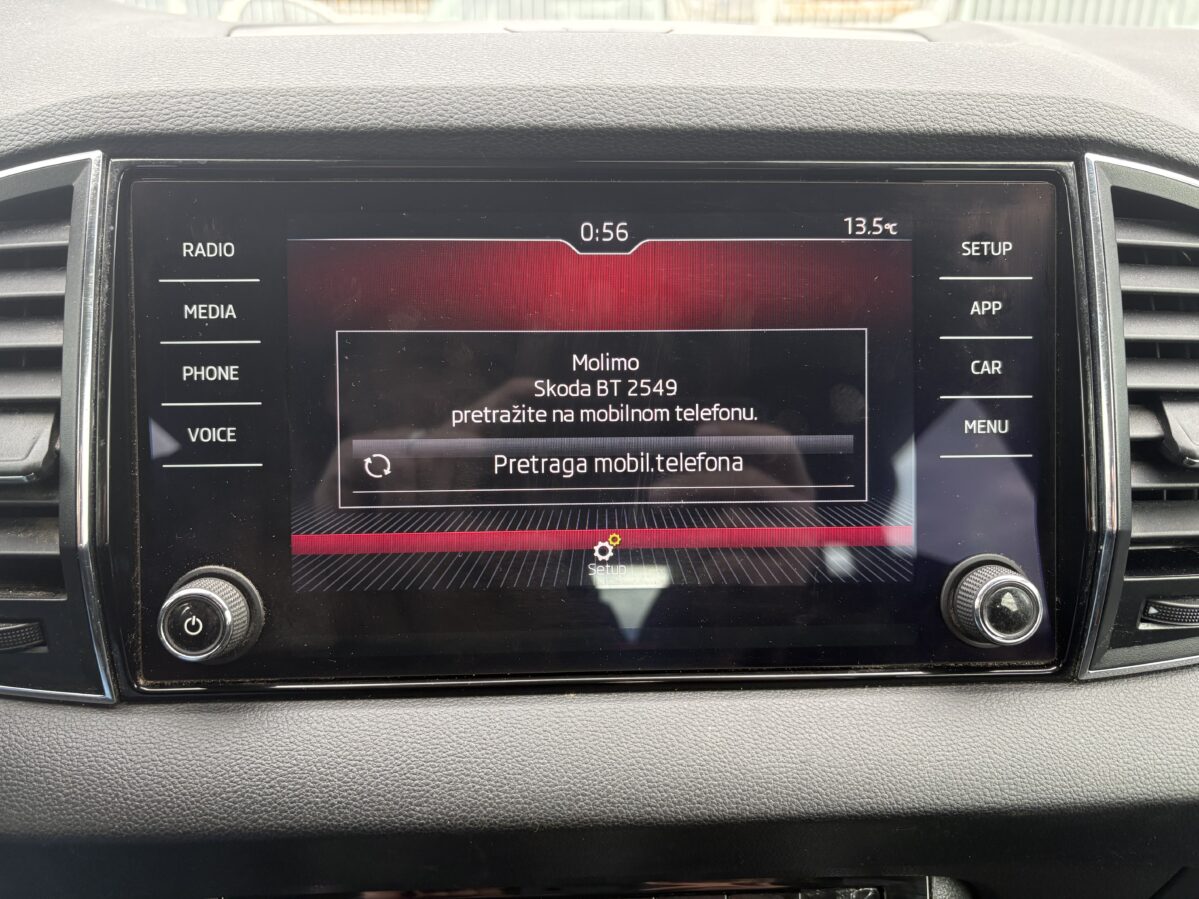 0:56
13.5°C
RADIO
MEDIA
PHONE
VOICE
Molimo
Skoda BT 2549
pretražite na mobilnom telefonu.
Pretraga mobil.telefona
Setup
SETUP
APP
CAR
MENU